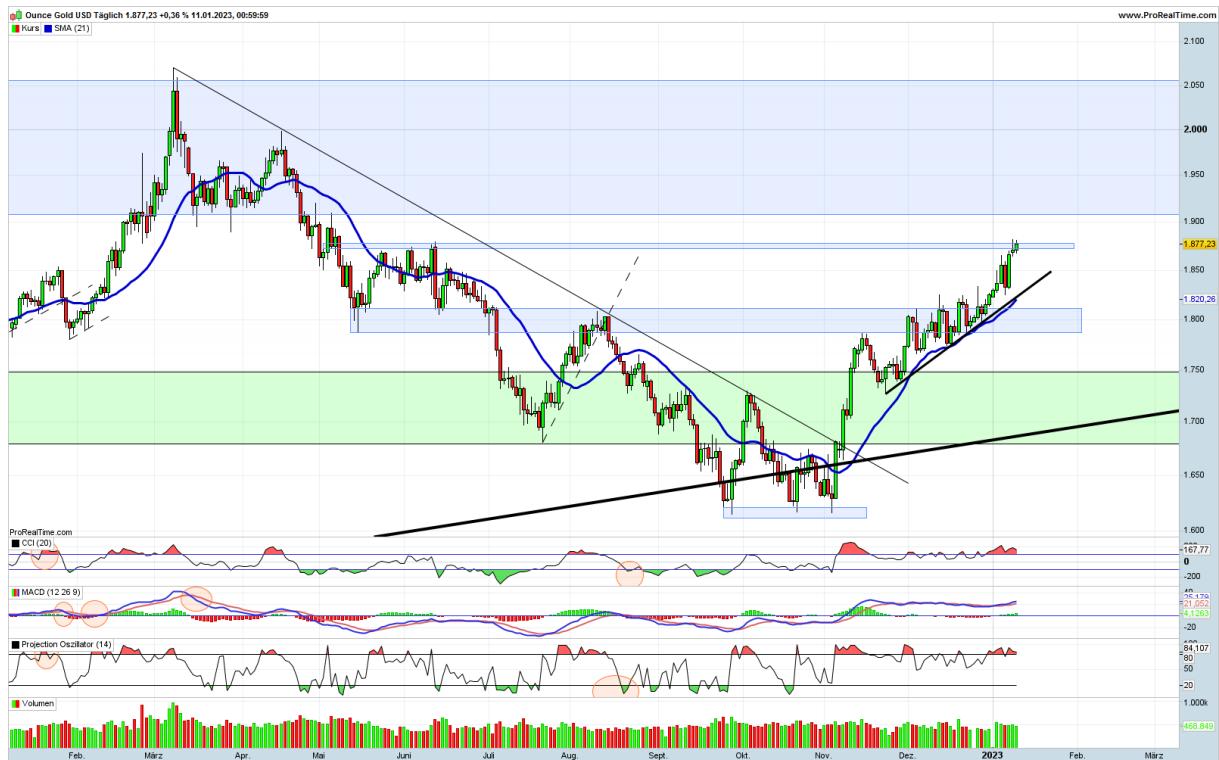 Ounce Gold USD Täglich 1.877,23 +0,36 % 11.01.2023, 00:59:59
www.ProRealTime.com
Kurs SMA (21)
2.100
2.050
2.000
1.950
1.900
1.877,23
1.850
1.820,26
1.800
1.750
1.700
1.650
1.600
ProRealTime.com
CCI (20)
167,77
0
-200
MACD (12 26 9)
21,052
4,1263
-20
Projection Oszillator (14)
84,107
80
50
20
Volumen
1.000k
468.849
Feb. März Apr. Mai Juni Juli Aug. Sept. Okt. Nov. Dez. 2023 Feb. März